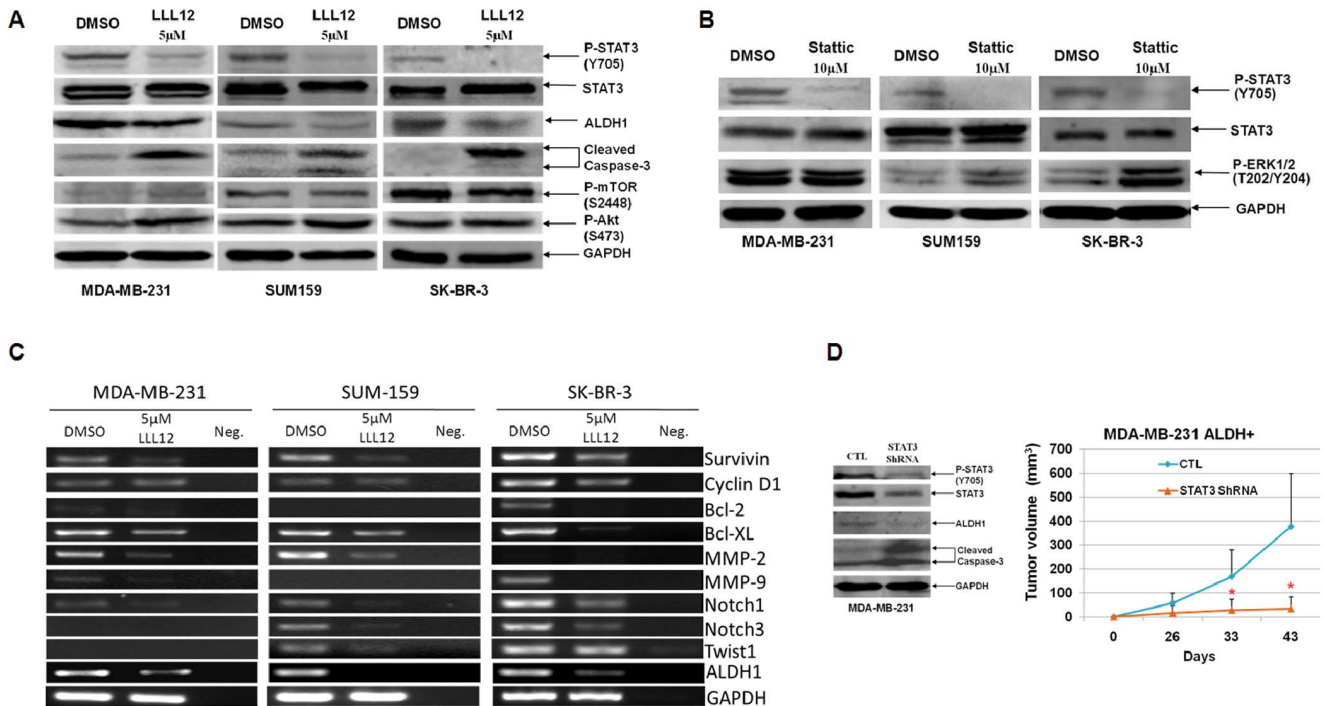 A
DMSO LLL12 5μM DMSO LLL12 5μM DMSO LLL12 5μM
P-STAT3 (Y705)
STAT3
ALDH1
Cleaved Caspase-3
P-mTOR (S2448)
P-Akt (S473)
GAPDH
MDA-MB-231 SUM159 SK-BR-3
B
DMSO Stattic 10μM DMSO Stattic 10μM DMSO Stattic 10μM
P-STAT3 (Y705)
STAT3
P-ERK1/2 (T202/Y204)
GAPDH
MDA-MB-231 SUM159 SK-BR-3
C
MDA-MB-231 SUM-159 SK-BR-3
DMSO 5μM LLL12 Neg. DMSO 5μM LLL12 Neg. DMSO 5μM LLL12 Neg.
Survivin
Cyclin D1
Bcl-2
Bcl-XL
MMP-2
MMP-9
Notch1
Notch3
Twist1
ALDH1
GAPDH
D
CTL STAT3 ShRNA
P-STAT3 (Y705)
STAT3
ALDH1
Cleaved Caspase-3
GAPDH
MDA-MB-231
MDA-MB-231 ALDH+
CTL
STAT3 ShRNA
Tumor volume (mm³)
700
600
500
400
300
200
100
0
* *
0 26 33 43
Days